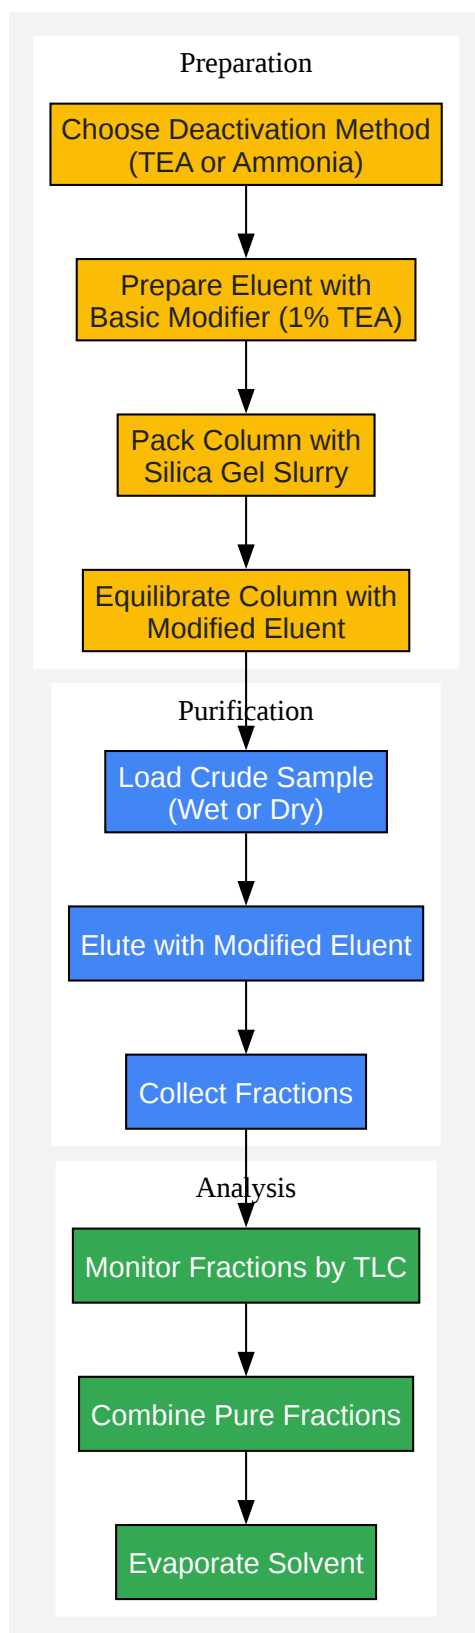 Preparation
Choose Deactivation Method
(TEA or Ammonia)
Prepare Eluent with
Basic Modifier (1% TEA)
Pack Column with
Silica Gel Slurry
Equilibrate Column with
Modified Eluent
Purification
Load Crude Sample
(Wet or Dry)
Elute with Modified Eluent
Collect Fractions
Analysis
Monitor Fractions by TLC
Combine Pure Fractions
Evaporate Solvent